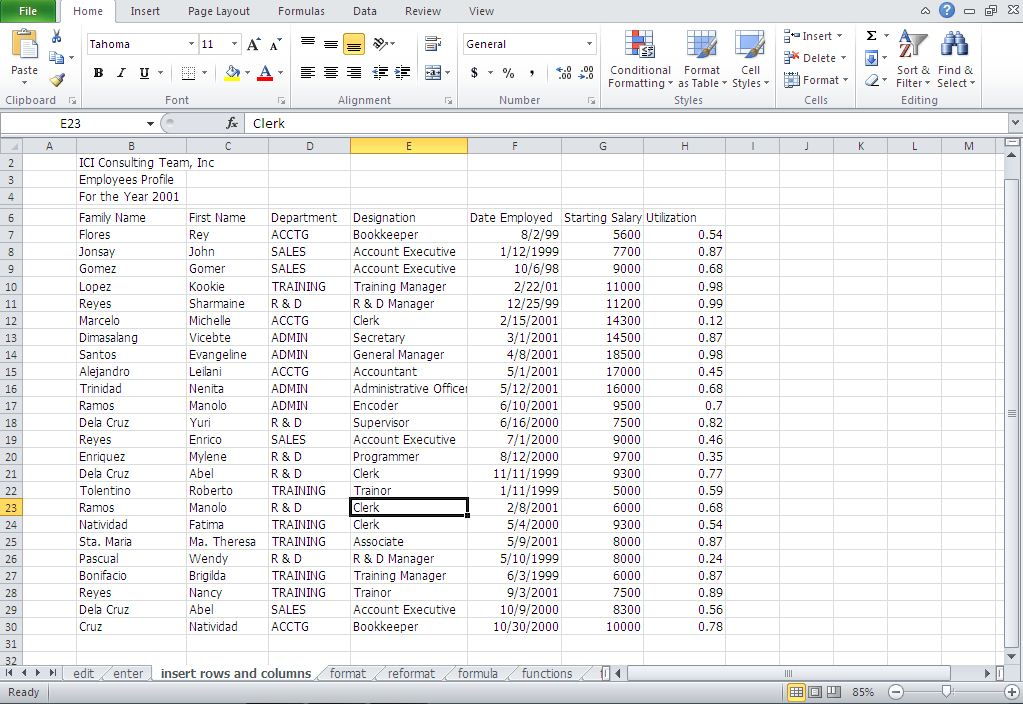 File Home Insert Page Layout Formulas Data Review View
Tahoma 11 General Insert Σ
Paste B I U A $ % , Conditional Formatting Format as Table Cell Styles Delete Format Sort & Filter Find & Select
Clipboard Font Alignment Number Styles Cells Editing
E23 fx Clerk
A B C D E F G H I J K L M
2 ICI Consulting Team, Inc
3 Employees Profile
4 For the Year 2001
6 Family Name First Name Department Designation Date Employed Starting Salary Utilization
7 Flores Rey ACCTG Bookkeeper 8/2/99 5600 0.54
8 Jonsay John SALES Account Executive 1/12/1999 7700 0.87
9 Gomez Gomer SALES Account Executive 10/6/98 9000 0.68
10 Lopez Kookie TRAINING Training Manager 2/22/01 11000 0.98
11 Reyes Sharmaine R & D R & D Manager 12/25/99 11200 0.99
12 Marcelo Michelle ACCTG Clerk 2/15/2001 14300 0.12
13 Dimasalang Vicebte ADMIN Secretary 3/1/2001 14500 0.87
14 Santos Evangeline ADMIN General Manager 4/8/2001 18500 0.98
15 Alejandro Leilani ACCTG Accountant 5/1/2001 17000 0.45
16 Trinidad Nenita ADMIN Administrative Officer 5/12/2001 16000 0.68
17 Ramos Manolo ADMIN Encoder 6/10/2001 9500 0.7
18 Dela Cruz Yuri R & D Supervisor 6/16/2000 7500 0.82
19 Reyes Enrico SALES Account Executive 7/1/2000 9000 0.46
20 Enriquez Mylene R & D Programmer 8/12/2000 9700 0.35
21 Dela Cruz Abel R & D Clerk 11/11/1999 9300 0.77
22 Tolentino Roberto TRAINING Trainor 1/11/1999 5000 0.59
23 Ramos Manolo R & D Clerk 2/8/2001 6000 0.68
24 Natividad Fatima TRAINING Clerk 5/4/2000 9300 0.54
25 Sta. Maria Ma. Theresa TRAINING Associate 5/9/2001 8000 0.87
26 Pascual Wendy R & D R & D Manager 5/10/1999 8000 0.24
27 Bonifacio Brigilda TRAINING Training Manager 6/3/1999 6000 0.87
28 Reyes Nancy TRAINING Trainor 9/3/2001 7500 0.89
29 Dela Cruz Abel SALES Account Executive 10/9/2000 8300 0.56
30 Cruz Natividad ACCTG Bookkeeper 10/30/2000 10000 0.78
31
32
edit enter insert rows and columns format reformat formula functions
Ready 85%